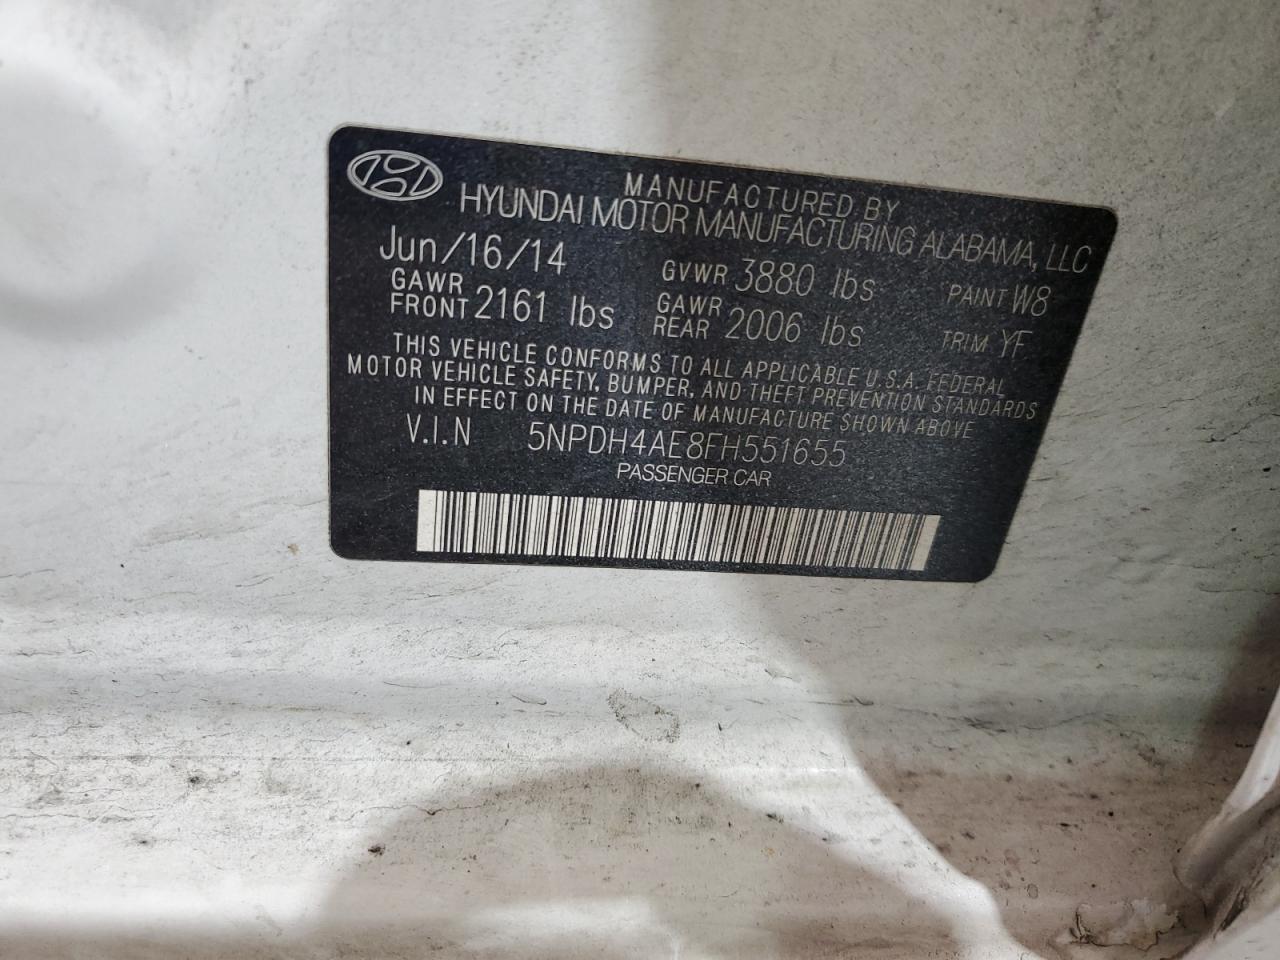 MANUFACTURED BY
HYUNDAI MOTOR MANUFACTURING ALABAMA, LLC
Jun/16/14 GVWR 3880 lbs PAINT W8
GAWR FRONT 2161 lbs GAWR REAR 2006 lbs TRIM YF
THIS VEHICLE CONFORMS TO ALL APPLICABLE U.S.A. FEDERAL
MOTOR VEHICLE SAFETY, BUMPER, AND THEFT PREVENTION STANDARDS
IN EFFECT ON THE DATE OF MANUFACTURE SHOWN ABOVE
V.I.N 5NPDH4AE8FH551655
PASSENGER CAR